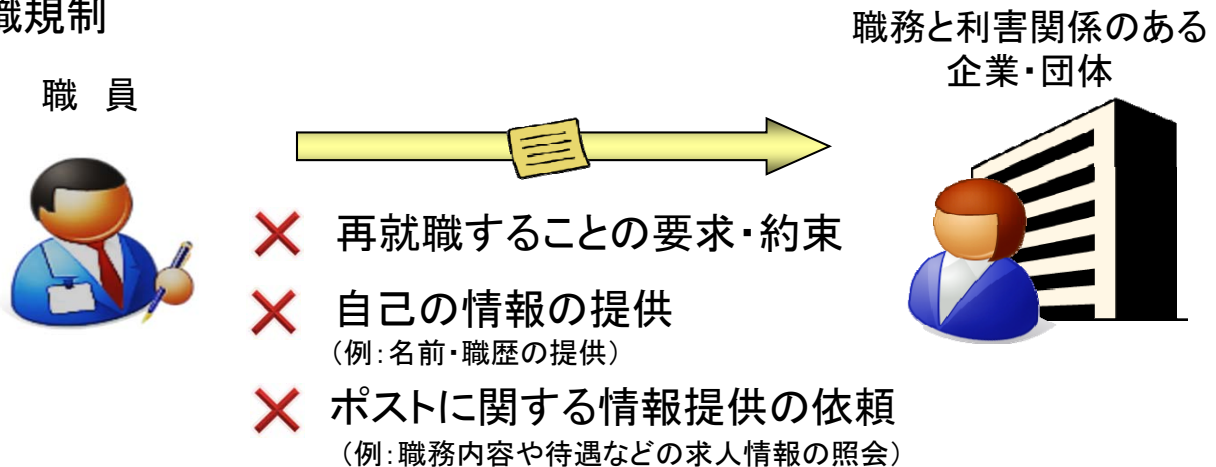 職規制
職務と利害関係のある
企業・団体
職 員
再就職することの要求・約束
自己の情報の提供
（例：名前・職歴の提供）
ポストに関する情報提供の依頼
（例：職務内容や待遇などの求人情報の照会）